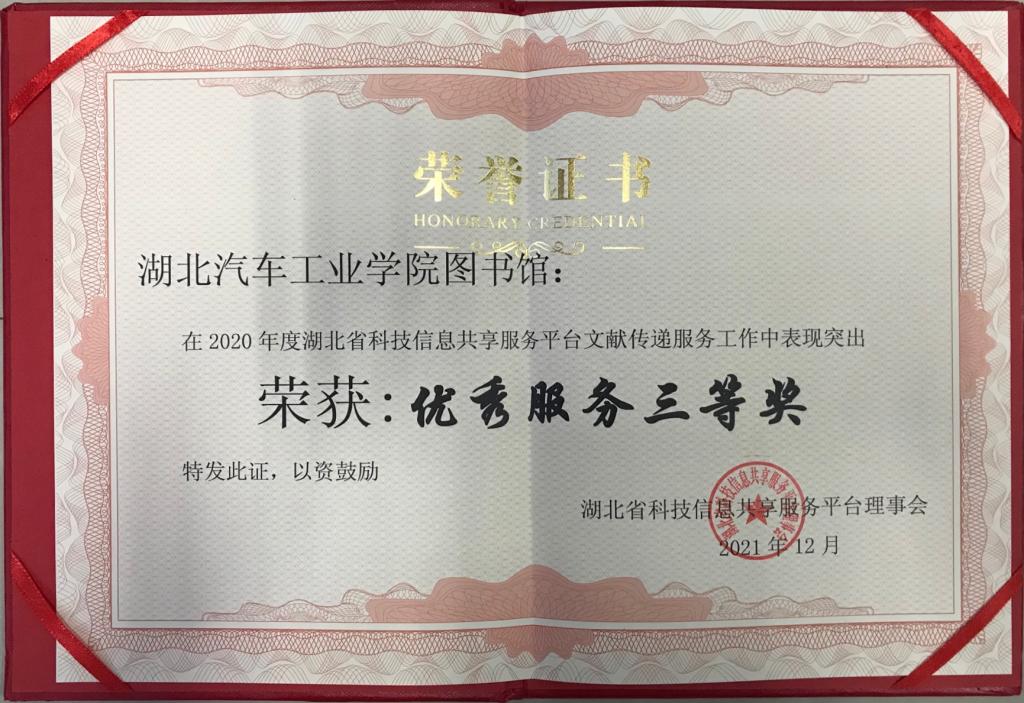 荣誉证书
HONORARY CREDENTIAL
湖北汽车工业学院图书馆：
在2020年度湖北省科技信息共享服务平台文献传递服务工作中表现突出
荣获：优秀服务三等奖
特发此证，以资鼓励
湖北省科技信息共享服务平台理事会
2021年12月